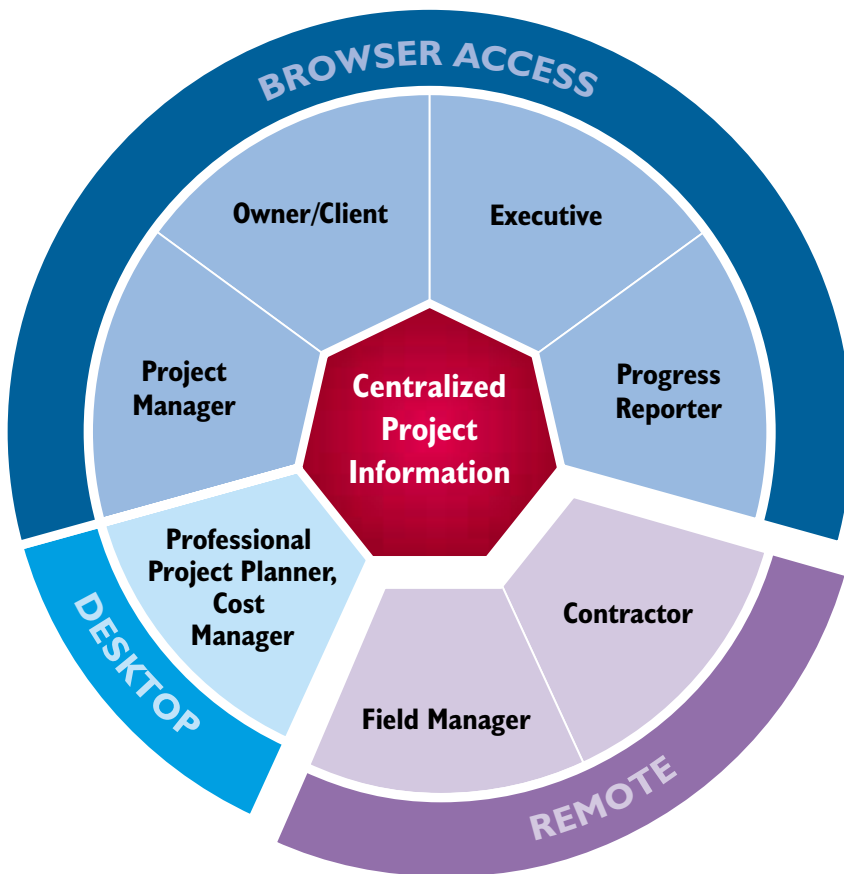 BROWSER ACCESS
Owner/Client
Executive
Project
Manager
Progress
Reporter
Centralized
Project
Information
Professional
Project Planner,
Cost
Manager
Contractor
Field Manager
DESKTOP
REMOTE